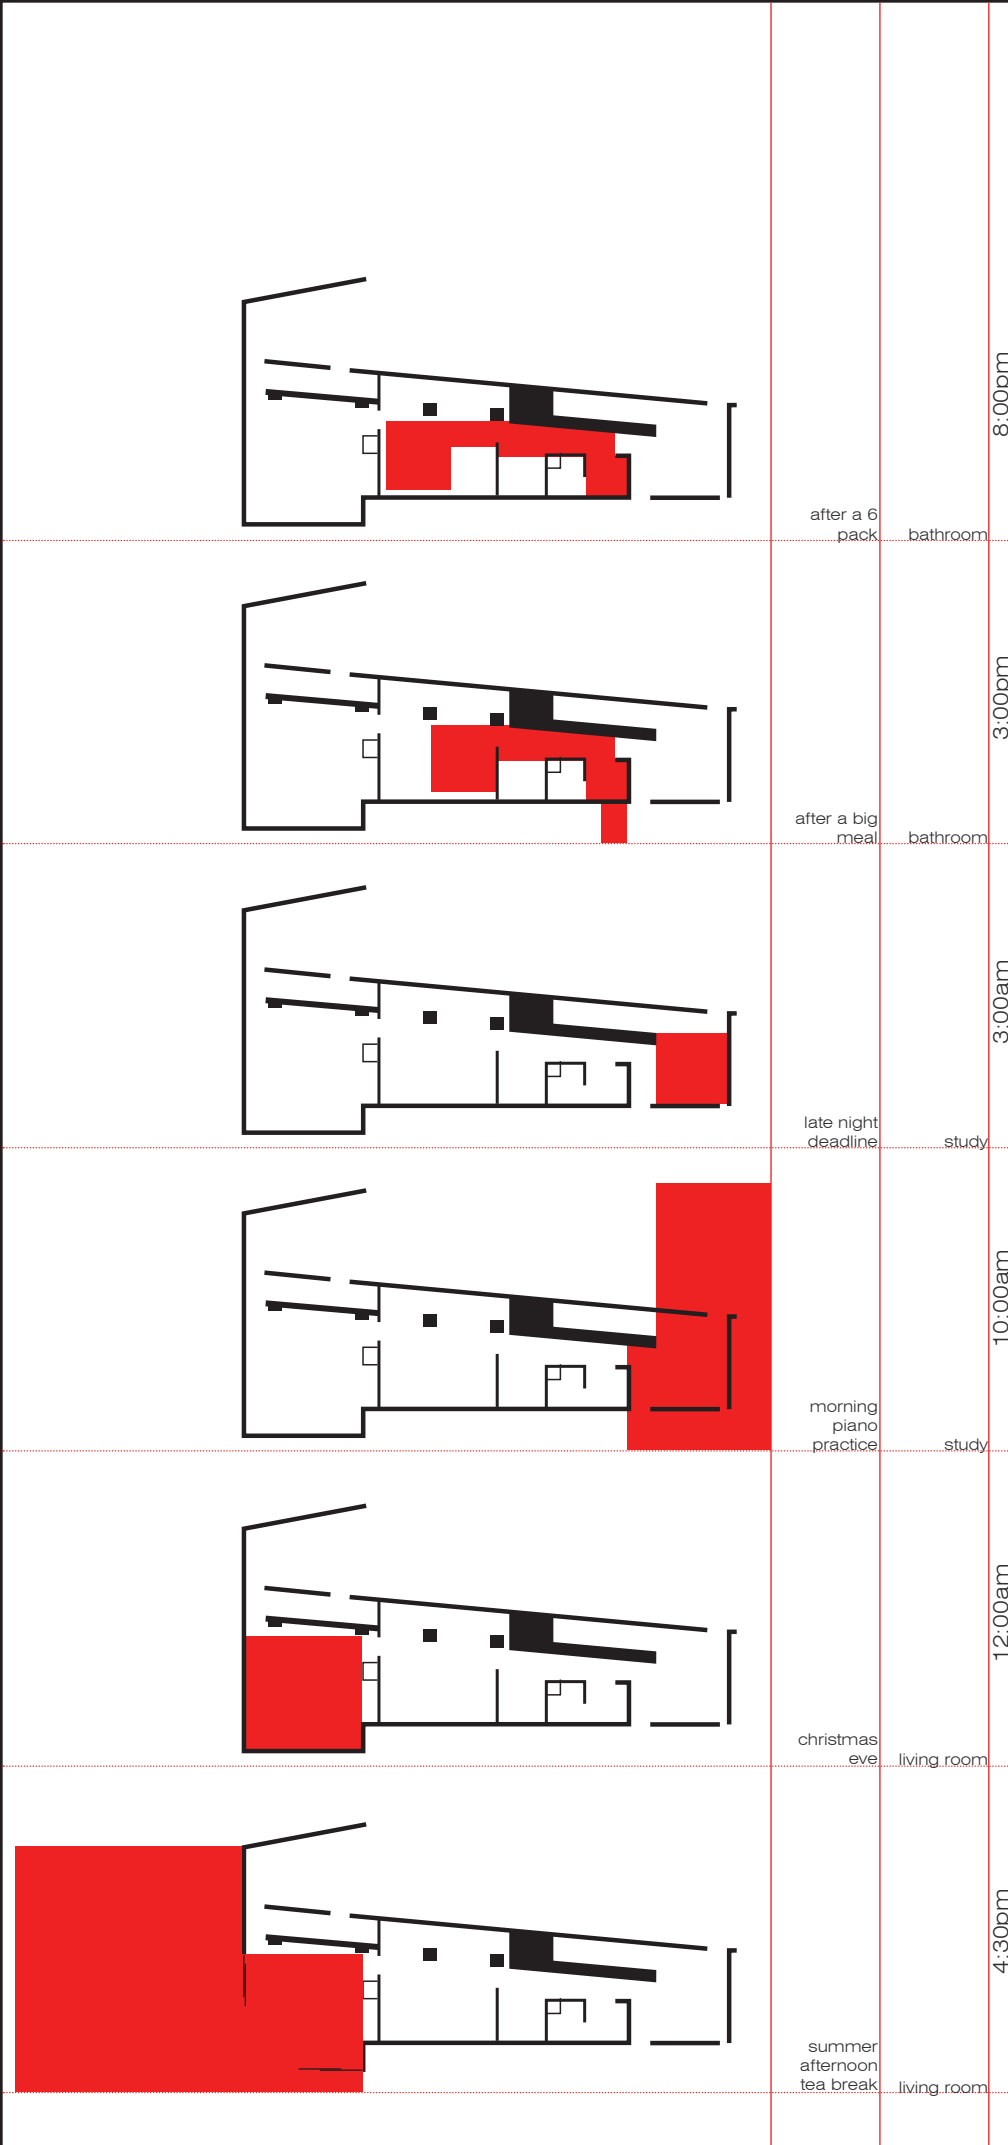 8:00pm
after a 6
pack
bathroom
3:00pm
after a big
meal
bathroom
3:00am
late night
deadline
study
10:00am
morning
piano
practice
study
12:00am
christmas
eve
living room
4:30pm
summer
afternoon
tea break
living room